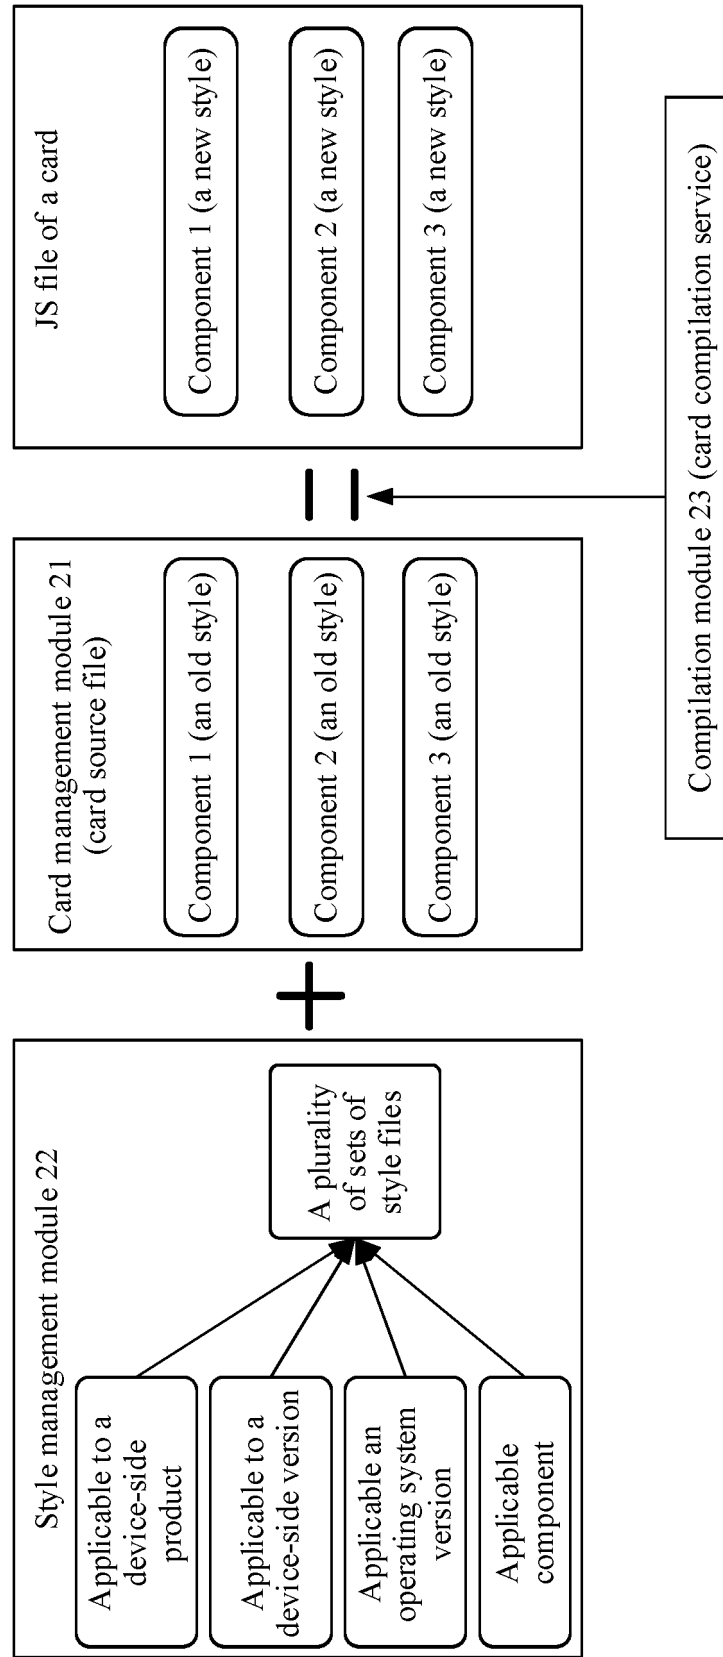 Style management module 22
Applicable to a
device-side
product
Applicable to a
device-side version
Applicable an
operating system
version
Applicable
component
A plurality
of sets of
style files
Card management module 21
(card source file)
Component 1 (an old style)
Component 2 (an old style)
Component 3 (an old style)
JS file of a card
Component 1 (a new style)
Component 2 (a new style)
Component 3 (a new style)
Compilation module 23 (card compilation service)